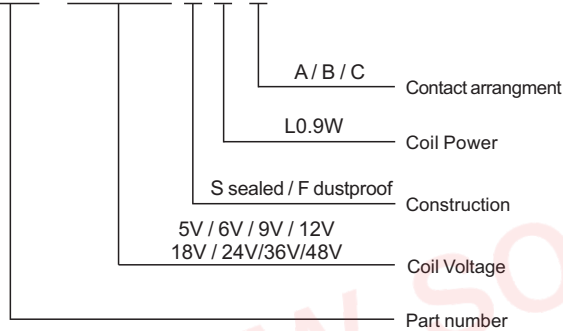 A / B / C
Contact arrangment
L0.9W
Coil Power
S sealed / F dustproof
Construction
5V / 6V / 9V / 12V
18V / 24V/36V/48V
Coil Voltage
Part number